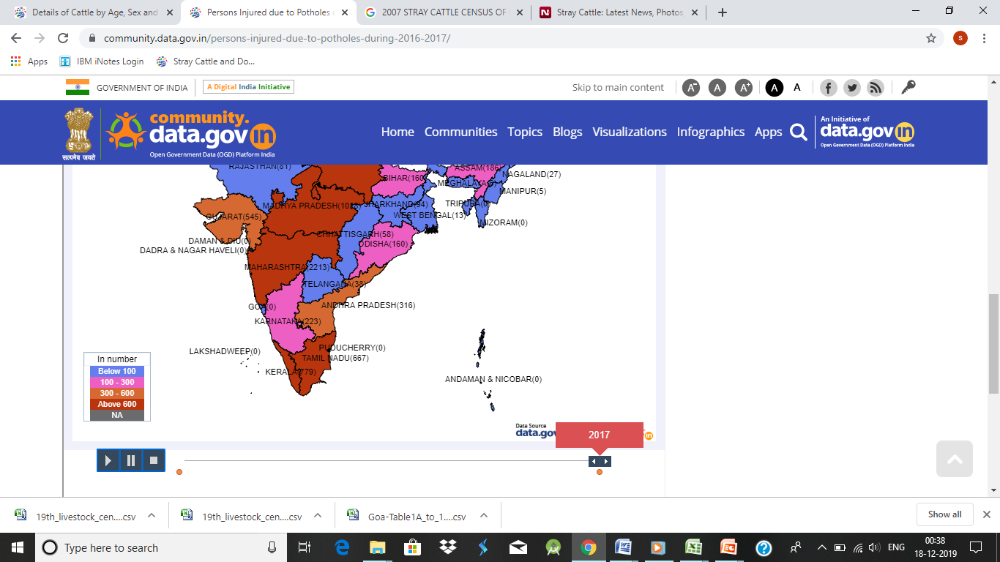 Details of Cattle by Age, Sex and
Persons Injured due to Potholes
2007 STRAY CATTLE CENSUS OF
Stray Cattle: Latest News, Photos,
community.data.gov.in/persons-injured-due-to-potholes-during-2016-2017/
S
Apps
IBM iNotes Login
Stray Cattle and Do...
GOVERNMENT OF INDIA
A Digital India Initiative
Skip to main content
A- A A+ A A
सत्यमेव जयते
community.
data.gov in
Open Government Data (OGD) Platform India
Home Communities Topics Blogs Visualizations Infographics Apps
An Initiative of
data.gov in
Open Government Data (OGD) Platform India
RAJASTHAN(81)
BIHAR(160)
ASSAM(186)
NAGALAND(27)
MEGHALAYA
MANIPUR(5)
MADHYA PRADESH
JHARKHAND(94)
TRIPURA(0)
GUJARAT(545)
WEST BENGAL(13)
MIZORAM(0)
CHHATTISGARH(58)
DAMAN & DIU(0)
ODISHA(160)
DADRA & NAGAR HAVELI(0)
MAHARASHTRA(2213)
TELANGANA(38)
GOA(0)
ANDHRA PRADESH(316)
KARNATAKA(223)
LAKSHADWEEP(0)
PUDUCHERRY(0)
TAMIL NADU(667)
KERALA(779)
ANDAMAN & NICOBAR(0)
In number
Below 100
100 - 300
300 - 600
Above 600
NA
Data Source
data.gov in
2017
19th_livestock_cen....csv
19th_livestock_cen....csv
Goa-Table1A_to_1....csv
Show all
Type here to search
ENG
00:38
18-12-2019